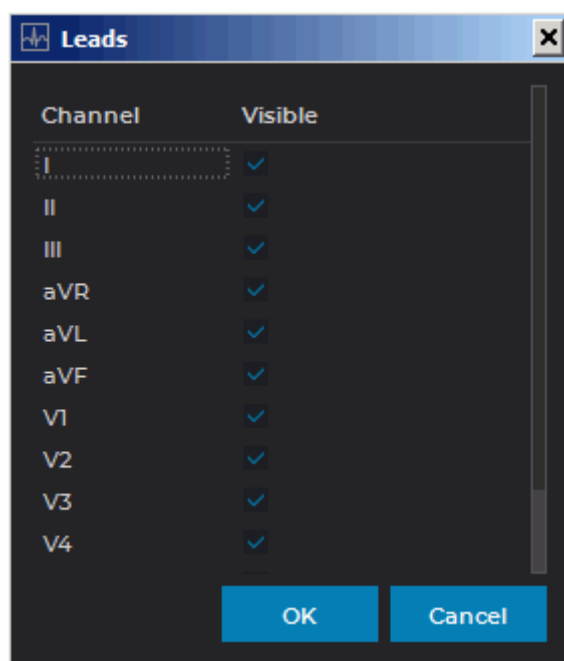 Leads
Channel Visible
I
II
III
aVR
aVL
aVF
V1
V2
V3
V4
OK Cancel